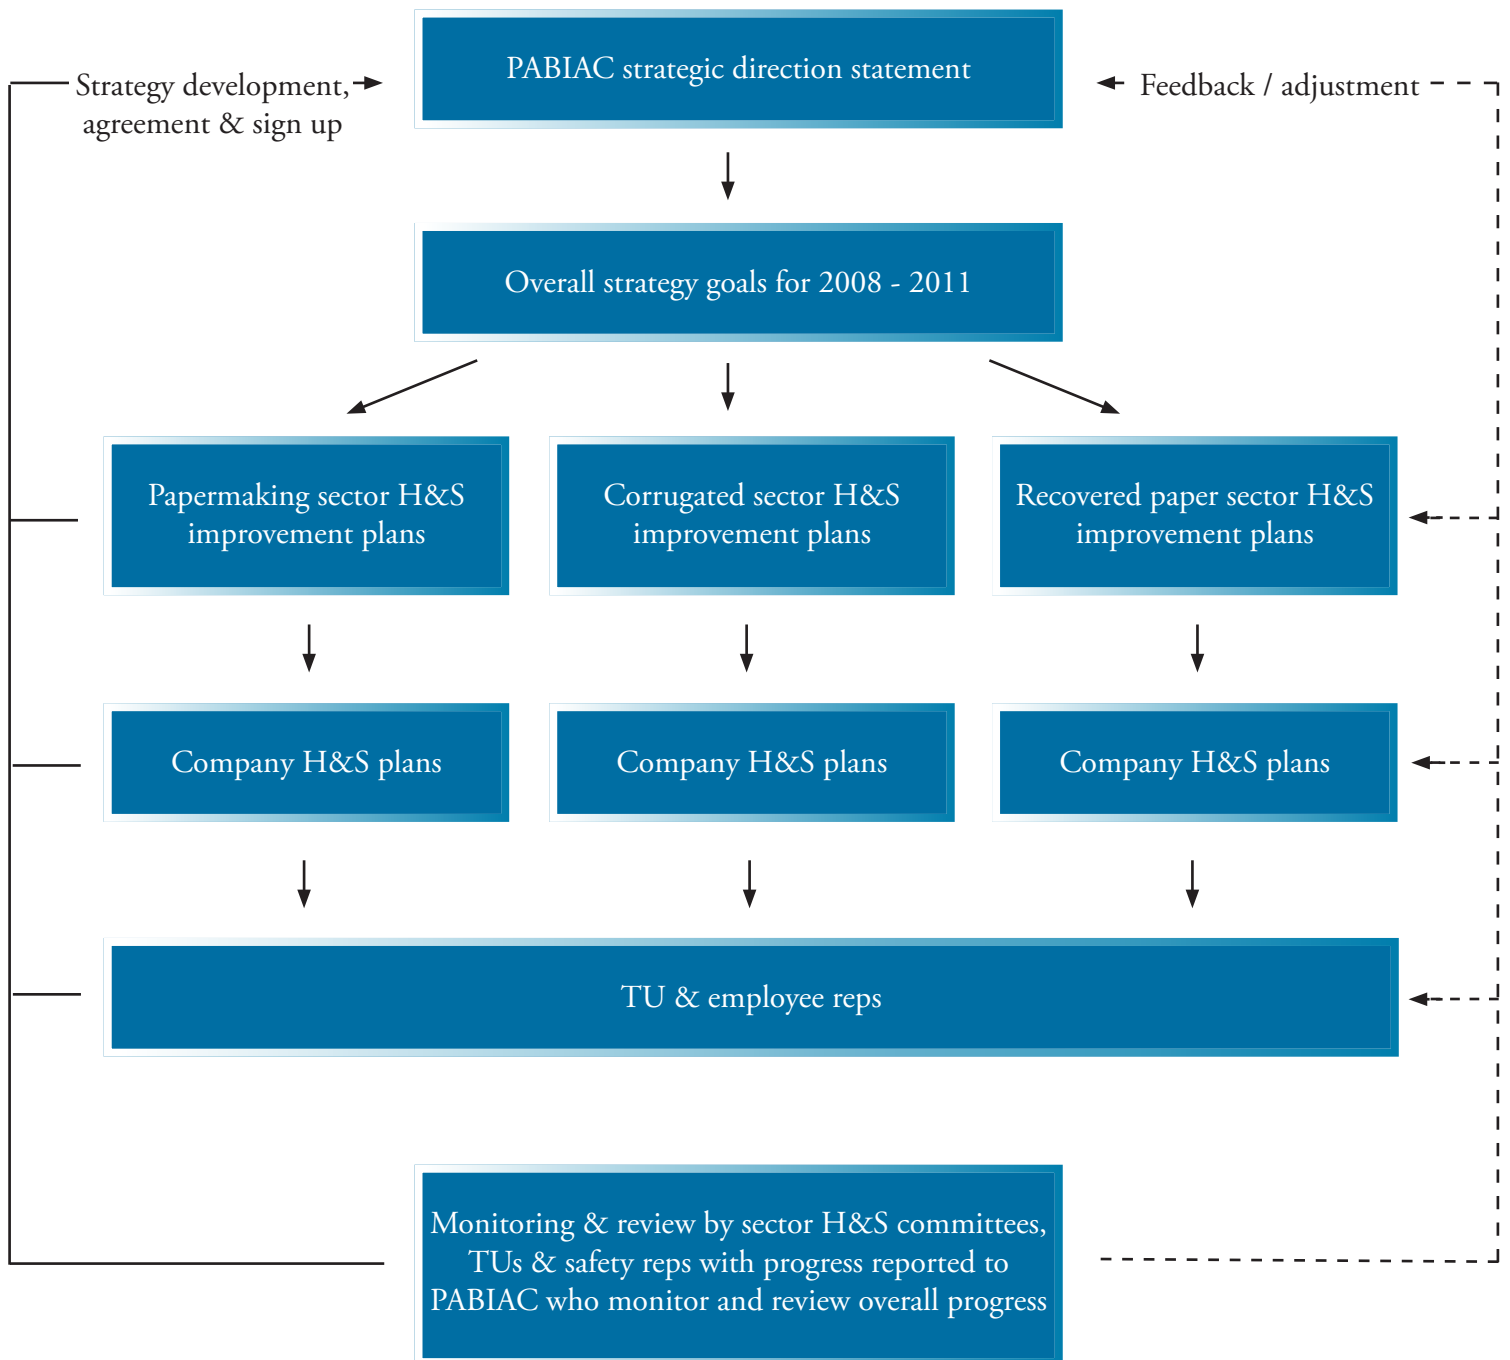 PABIAC strategic direction statement
Strategy development,
agreement & sign up
Feedback / adjustment
Overall strategy goals for 2008 - 2011
Papermaking sector H&S
improvement plans
Corrugated sector H&S
improvement plans
Recovered paper sector H&S
improvement plans
Company H&S plans
Company H&S plans
Company H&S plans
TU & employee reps
Monitoring & review by sector H&S committees,
TUs & safety reps with progress reported to
PABIAC who monitor and review overall progress